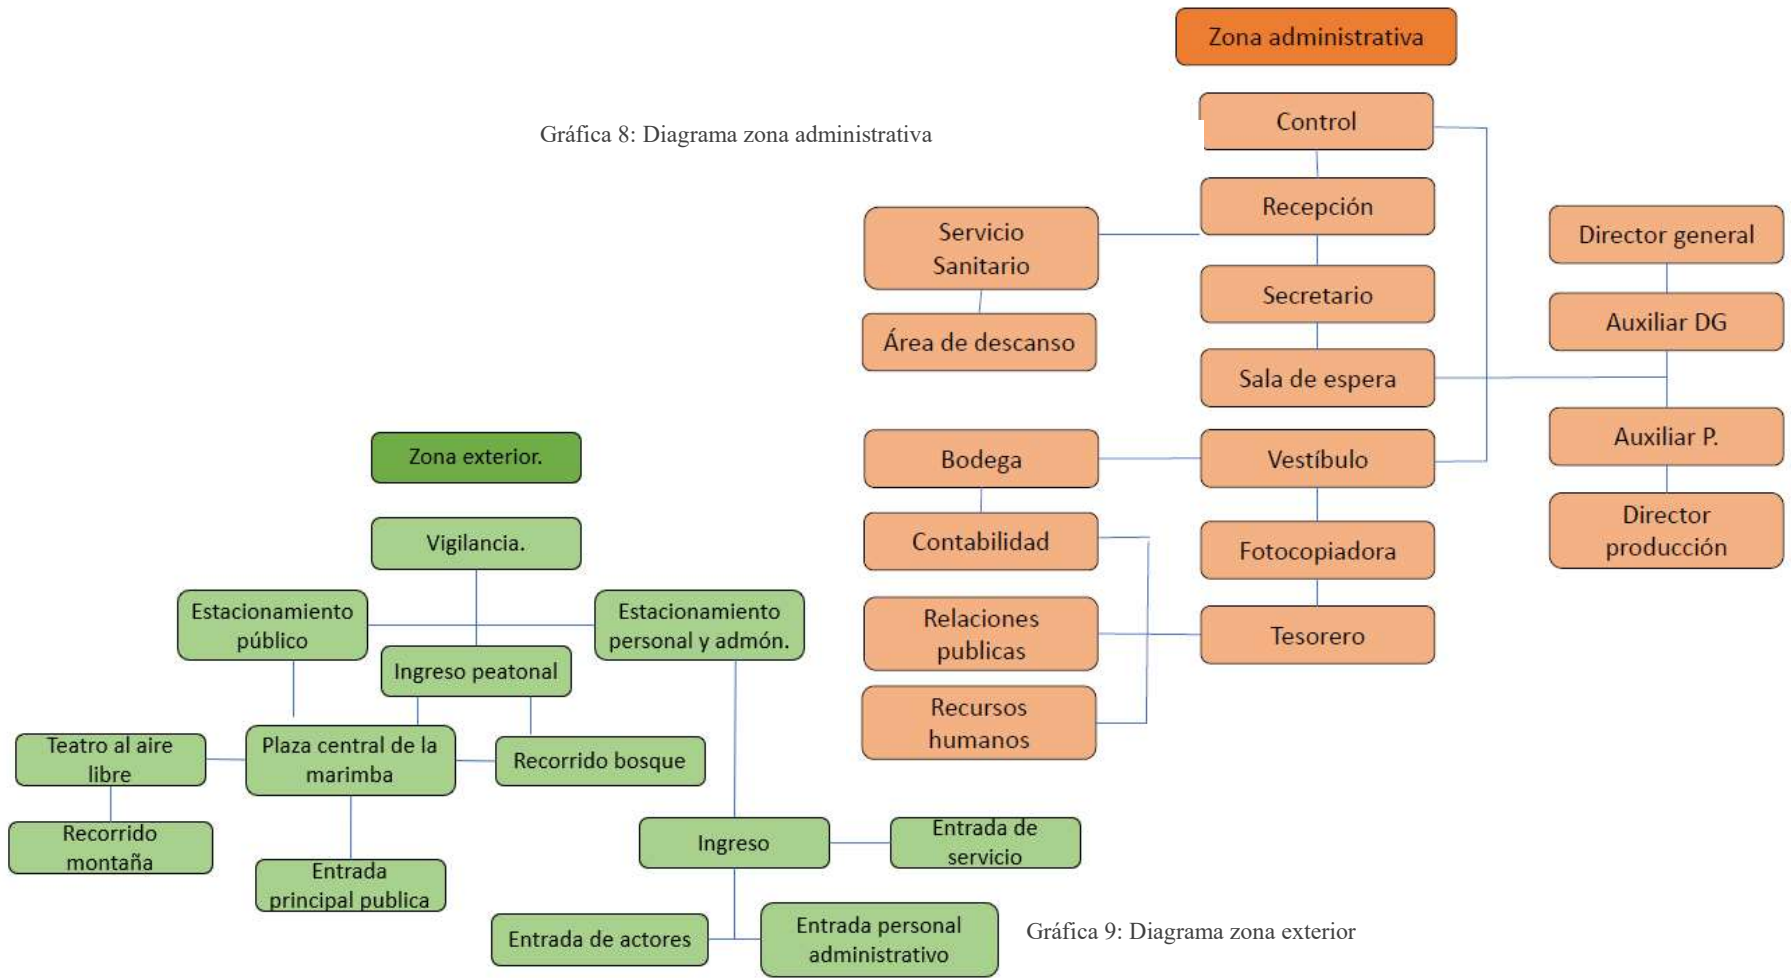 Zona administrativa
Gráfica 8: Diagrama zona administrativa
Control
Recepción
Servicio
Sanitario
Director general
Secretario
Auxiliar DG
Área de descanso
Sala de espera
Auxiliar P.
Bodega
Vestíbulo
Director
producción
Contabilidad
Fotocopiadora
Relaciones
publicas
Tesorero
Recursos
humanos
Zona exterior.
Vigilancia.
Estacionamiento
público
Estacionamiento
personal y admón.
Ingreso peatonal
Teatro al aire
libre
Plaza central de la
marimba
Recorrido bosque
Recorrido
montaña
Ingreso
Entrada de
servicio
Entrada
principal publica
Entrada de actores
Entrada personal
administrativo
Gráfica 9: Diagrama zona exterior